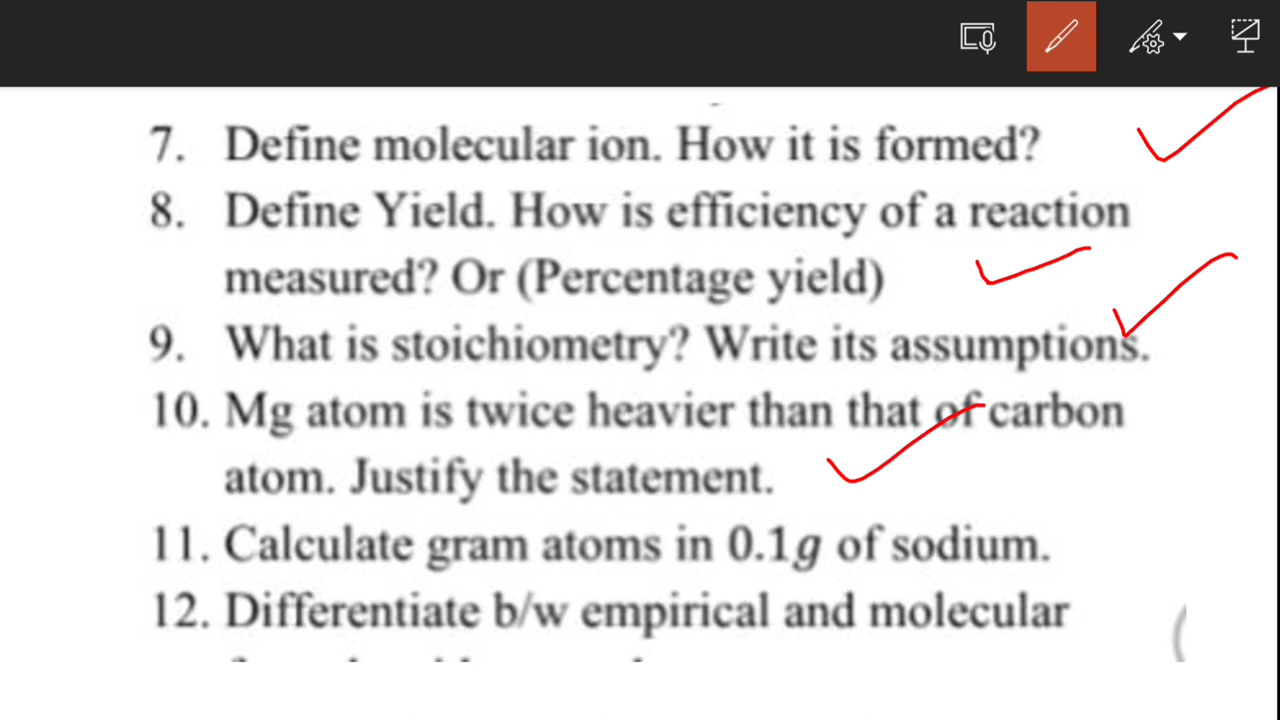 7. Define molecular ion. How it is formed?
8. Define Yield. How is efficiency of a reaction
measured? Or (Percentage yield)
9. What is stoichiometry? Write its assumptions.
10. Mg atom is twice heavier than that of carbon
atom. Justify the statement.
11. Calculate gram atoms in 0.1g of sodium.
12. Differentiate b/w empirical and molecular